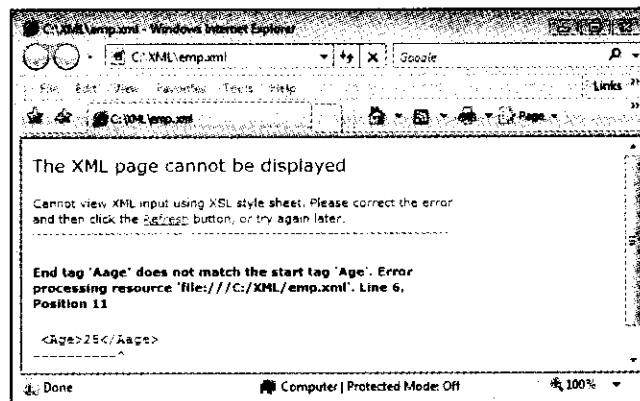 C:\XML\emp.xml - Windows Internet Explorer
C:\XML\emp.xml Google
File Edit View Favorites Tools Help Links
C:\XML\emp.xml Page
The XML page cannot be displayed
Cannot view XML input using XSL style sheet. Please correct the error
and then click the Refresh button, or try again later.
End tag 'Aage' does not match the start tag 'Age'. Error
processing resource 'file:///C:/XML/emp.xml'. Line 6,
Position 11
<Age>25</Aage>
----------^
Done Computer | Protected Mode: Off 100%